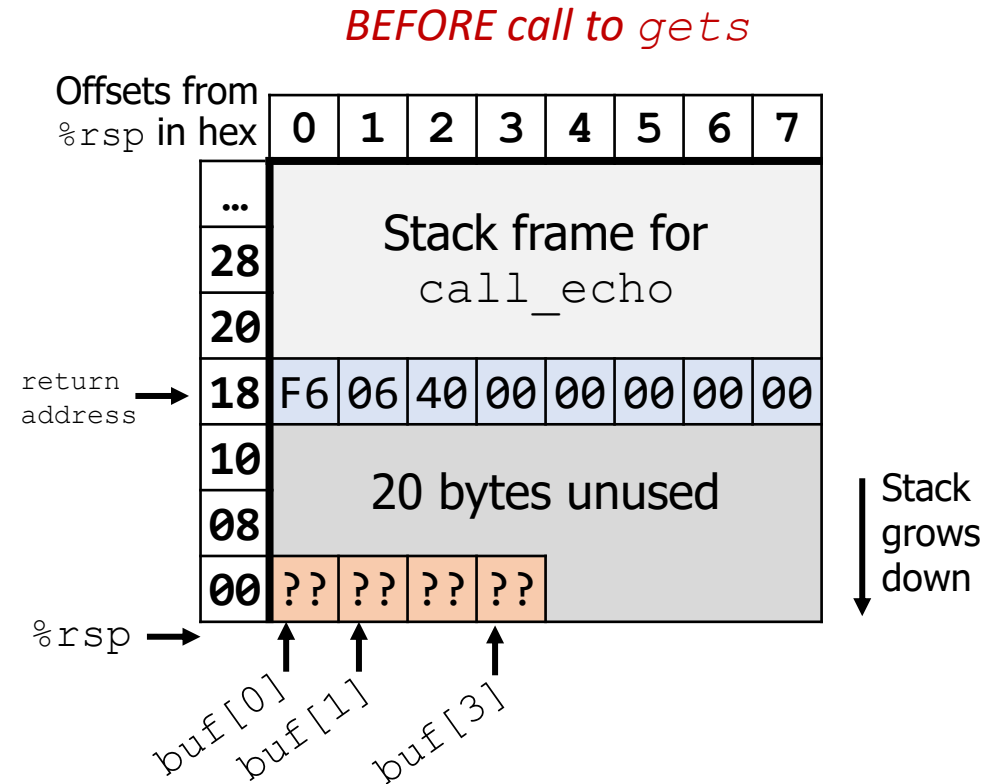 BEFORE call to gets
Offsets from
%rsp in hex
0 1 2 3 4 5 6 7
…
Stack frame for
28
call_echo
20
return
address
18 F6 06 40 00 00 00 00 00
10
20 bytes unused
08
00 ?? ?? ?? ??
Stack
grows
down
%rsp
buf[0]
buf[1]
buf[3]